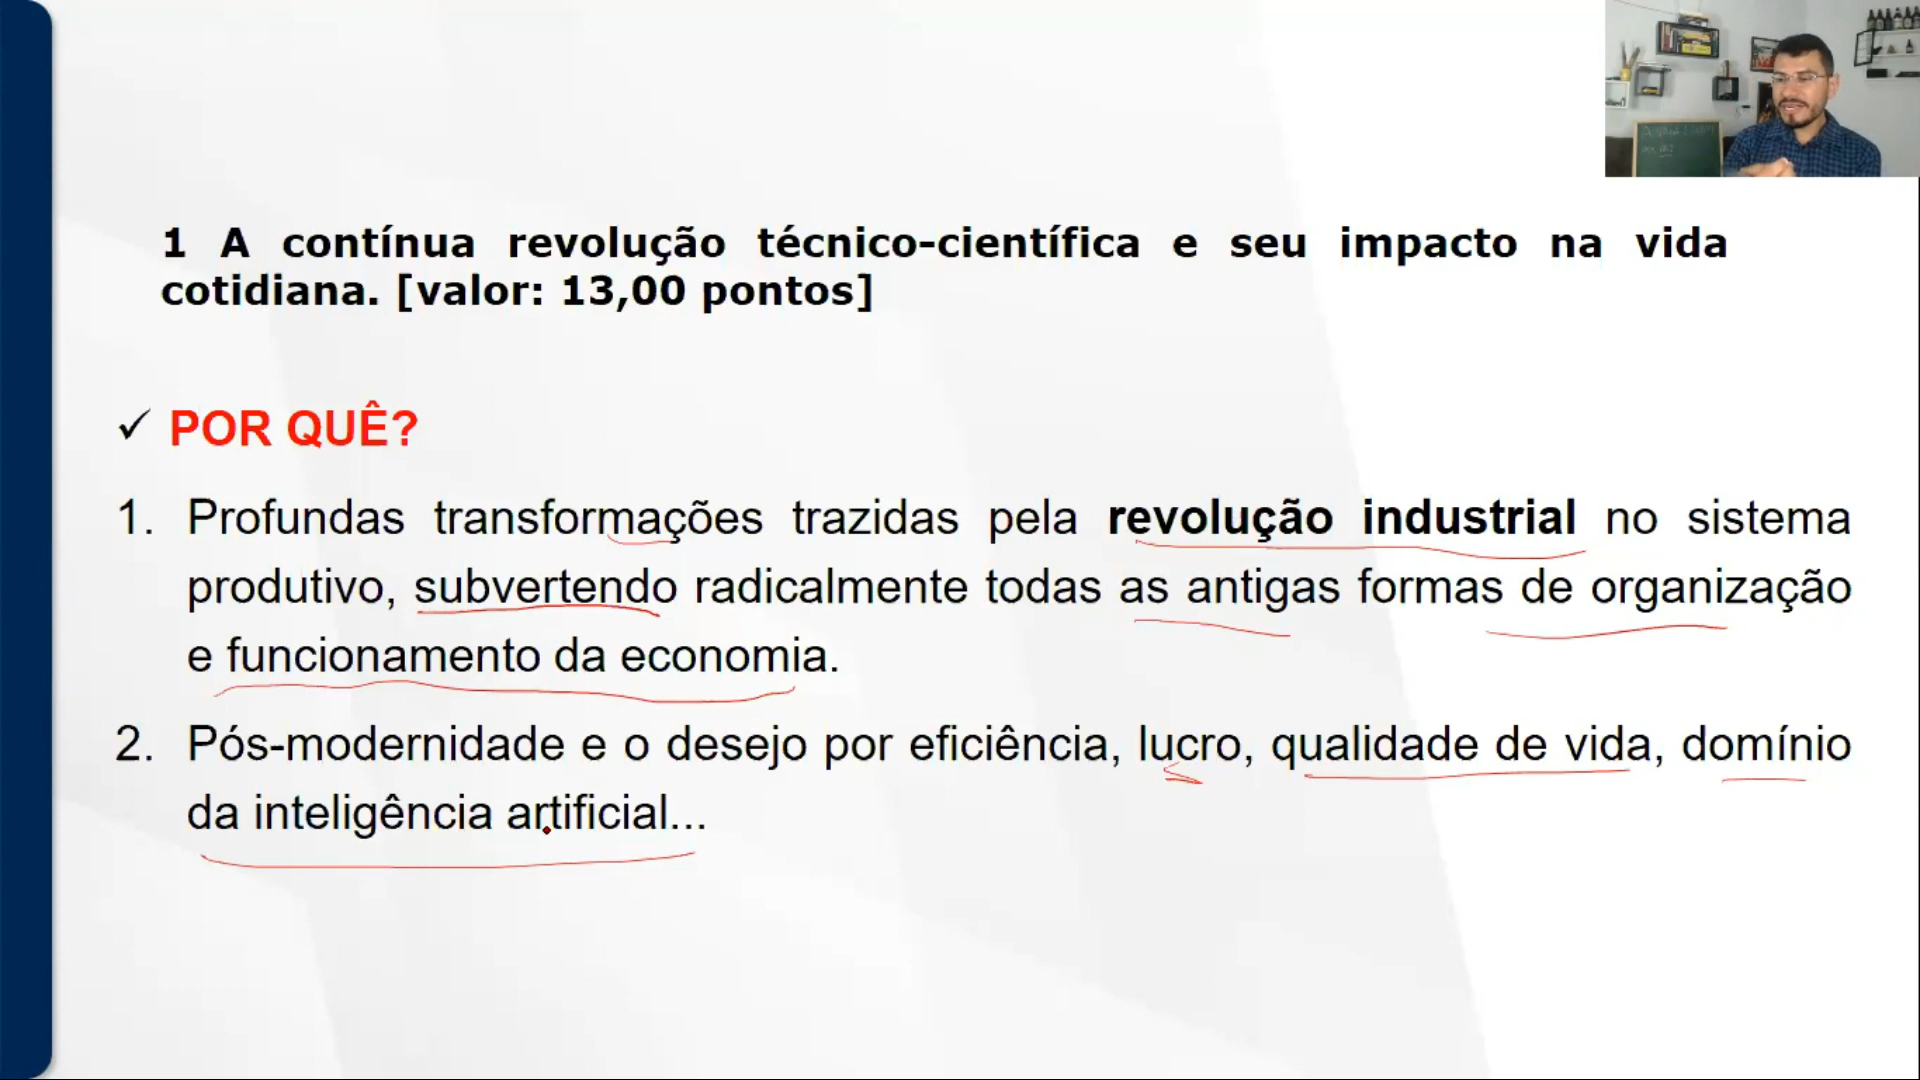 1 A contínua revolução técnico-científica e seu impacto na vida
cotidiana. [valor: 13,00 pontos]
✓ POR QUÊ?
1. Profundas transformações trazidas pela revolução industrial no sistema
produtivo, subvertendo radicalmente todas as antigas formas de organização
e funcionamento da economia.
2. Pós-modernidade e o desejo por eficiência, lucro, qualidade de vida, domínio
da inteligência artificial...